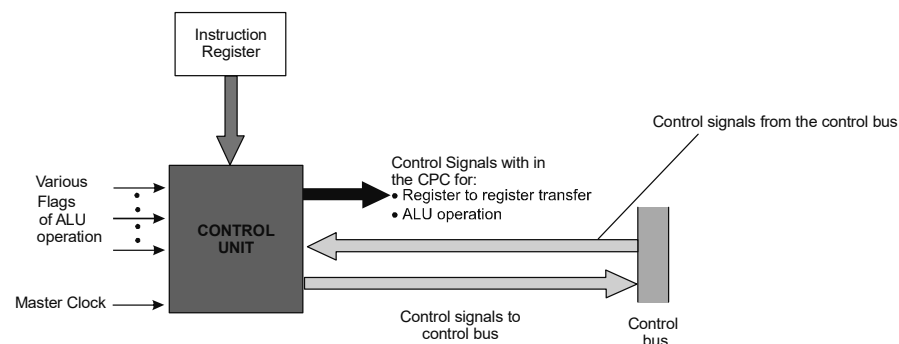 Instruction
Register
Control signals from the control bus
Control Signals with in
the CPC for:
• Register to register transfer
• ALU operation
Various
Flags
of ALU
operation
CONTROL
UNIT
Master Clock
Control signals to
control bus
Control
bus